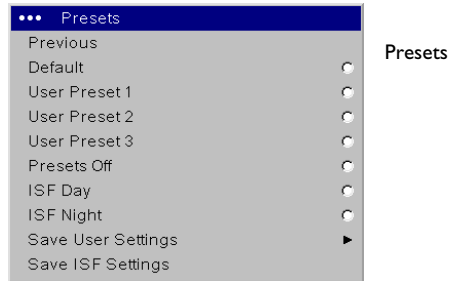 ••• Presets
Previous
Presets
Default
User Preset 1
User Preset 2
User Preset 3
Presets Off
ISF Day
ISF Night
Save User Settings
Save ISF Settings